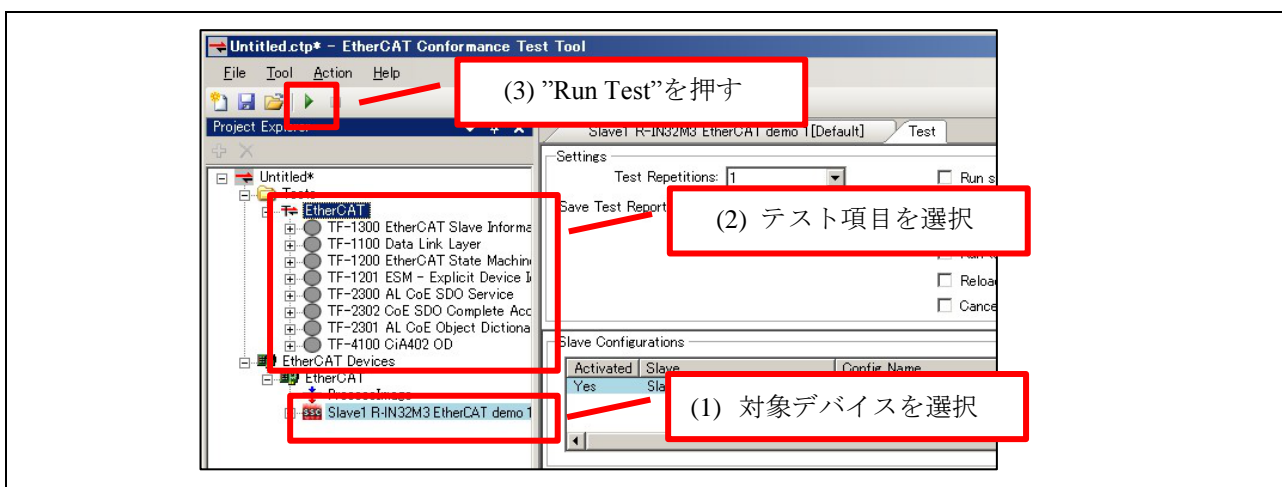 Untitled.ctp* - EtherCAT Conformance Test Tool
File Tool Action Help
(3) ”Run Test”を押す
Project Explorer
Slave1 R-IN32M3 EtherCAT demo 1[Default] Test
Settings
Test Repetitions: 1
Run s
Save Test Report
(2) テスト項目を選択
Reload
Cance
Untitled*
Tests
EtherCAT
TF-1300 EtherCAT Slave Informa
TF-1100 Data Link Layer
TF-1200 EtherCAT State Machin
TF-1201 ESM - Explicit Device I
TF-2300 AL CoE SDO Service
TF-2302 CoE SDO Complete Acc
TF-2301 AL CoE Object Dictiona
TF-4100 CiA402 OD
EtherCAT Devices
EtherCAT
ProcessImage
Slave1 R-IN32M3 EtherCAT demo 1
Slave Configurations
Activated Slave Config Name
Yes Sla
(1) 対象デバイスを選択